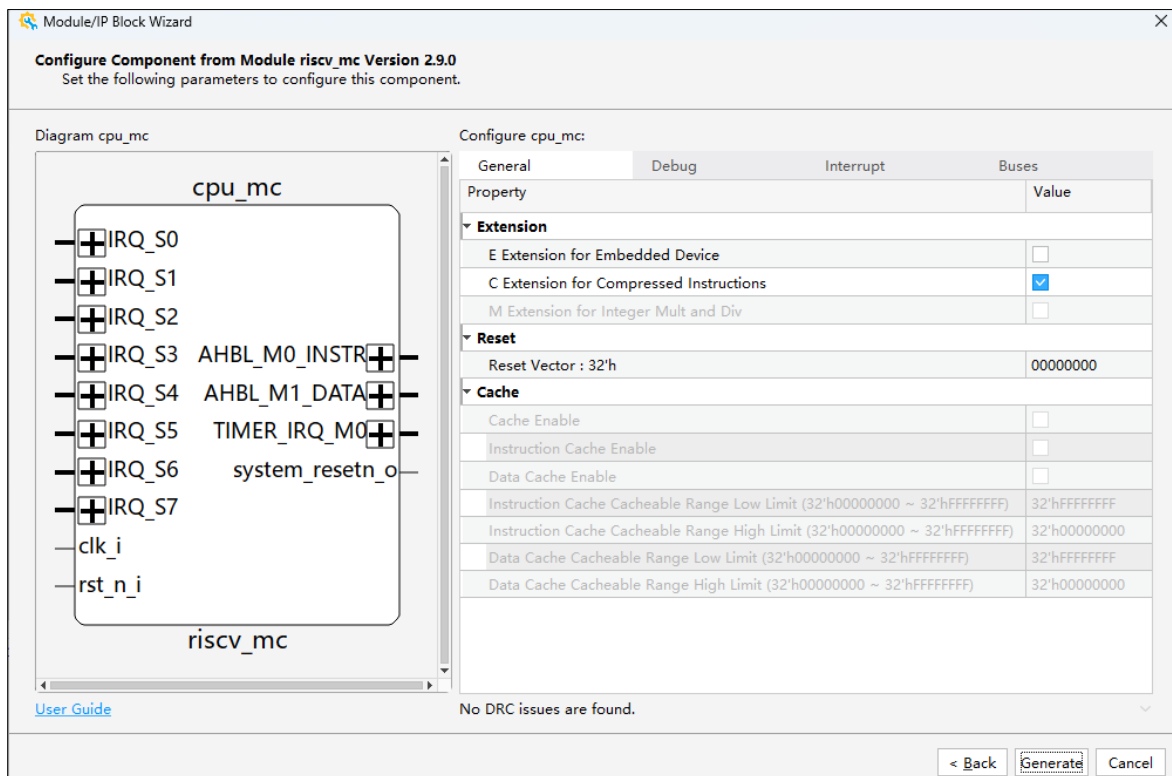 Module/IP Block Wizard
Configure Component from Module riscv_mc Version 2.9.0
Set the following parameters to configure this component.
Diagram cpu_mc
cpu_mc
IRQ_S0
IRQ_S1
IRQ_S2
IRQ_S3 AHBL_M0_INSTR
IRQ_S4 AHBL_M1_DATA
IRQ_S5 TIMER_IRQ_M0
IRQ_S6 system_resetn_o
IRQ_S7
clk_i
rst_n_i
riscv_mc
User Guide
Configure cpu_mc:
General Debug Interrupt Buses
Property Value
Extension
E Extension for Embedded Device
C Extension for Compressed Instructions
M Extension for Integer Mult and Div
Reset
Reset Vector : 32'h 00000000
Cache
Cache Enable
Instruction Cache Enable
Data Cache Enable
Instruction Cache Cacheable Range Low Limit (32'h00000000 ~ 32'hFFFFFFFF) 32'hFFFFFFFF
Instruction Cache Cacheable Range High Limit (32'h00000000 ~ 32'hFFFFFFFF) 32'h00000000
Data Cache Cacheable Range Low Limit (32'h00000000 ~ 32'hFFFFFFFF) 32'hFFFFFFFF
Data Cache Cacheable Range High Limit (32'h00000000 ~ 32'hFFFFFFFF) 32'h00000000
No DRC issues are found.
< Back Generate Cancel